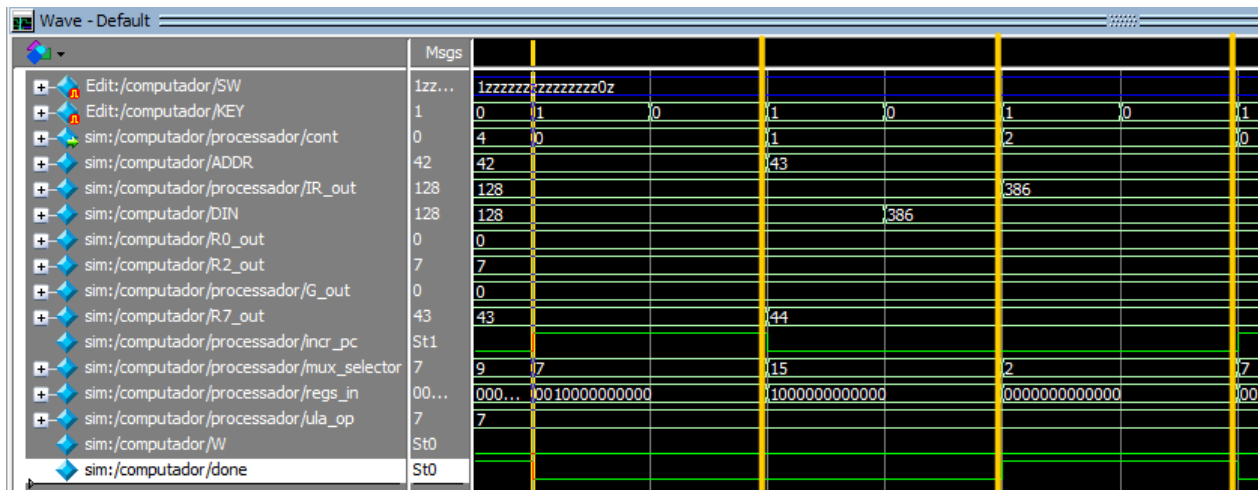 Wave - Default
Msgs
Edit:/computador/SW 1zz... 1zzzzzz zzzzzzzz0z
Edit:/computador/KEY 1 0 1 0 1 0 1 0 1
sim:/computador/processador/cont 0 4 0 1 2 0
sim:/computador/ADDR 42 42 43
sim:/computador/processador/IR_out 128 128 386
sim:/computador/DIN 128 128 386
sim:/computador/R0_out 0 0
sim:/computador/R2_out 7 7
sim:/computador/processador/G_out 0 0
sim:/computador/R7_out 43 43 44
sim:/computador/processador/incr_pc St1
sim:/computador/processador/mux_selector 7 9 7 15 2 7
sim:/computador/processador/regs_in 00... 000... 0010000000000 1000000000000 0000000000000 00
sim:/computador/processador/ula_op 7 7
sim:/computador/W St0
sim:/computador/done St0